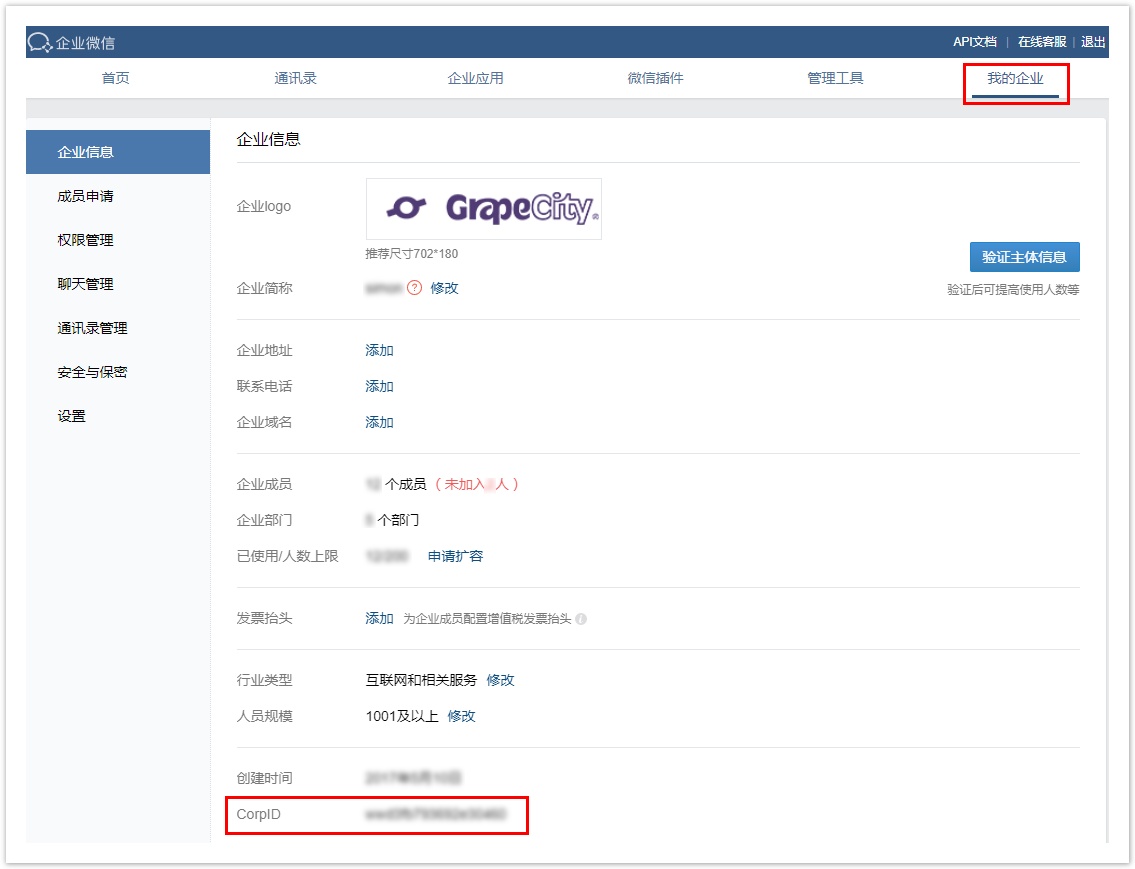 企业微信
API文档 | 在线客服 | 退出
首页 通讯录 企业应用 微信插件 管理工具 我的企业
企业信息
成员申请
权限管理
聊天管理
通讯录管理
安全与保密
设置
企业信息
企业logo
GrapeCity
推荐尺寸702*180
验证主体信息
验证后可提高使用人数等
企业简称 ? 修改
企业地址 添加
联系电话 添加
企业域名 添加
企业成员 个成员（未加入 人）
企业部门 个部门
已使用/人数上限 申请扩容
发票抬头 添加 为企业成员配置增值税发票抬头
行业类型 互联网和相关服务 修改
人员规模 1001及以上 修改
创建时间
CorpID